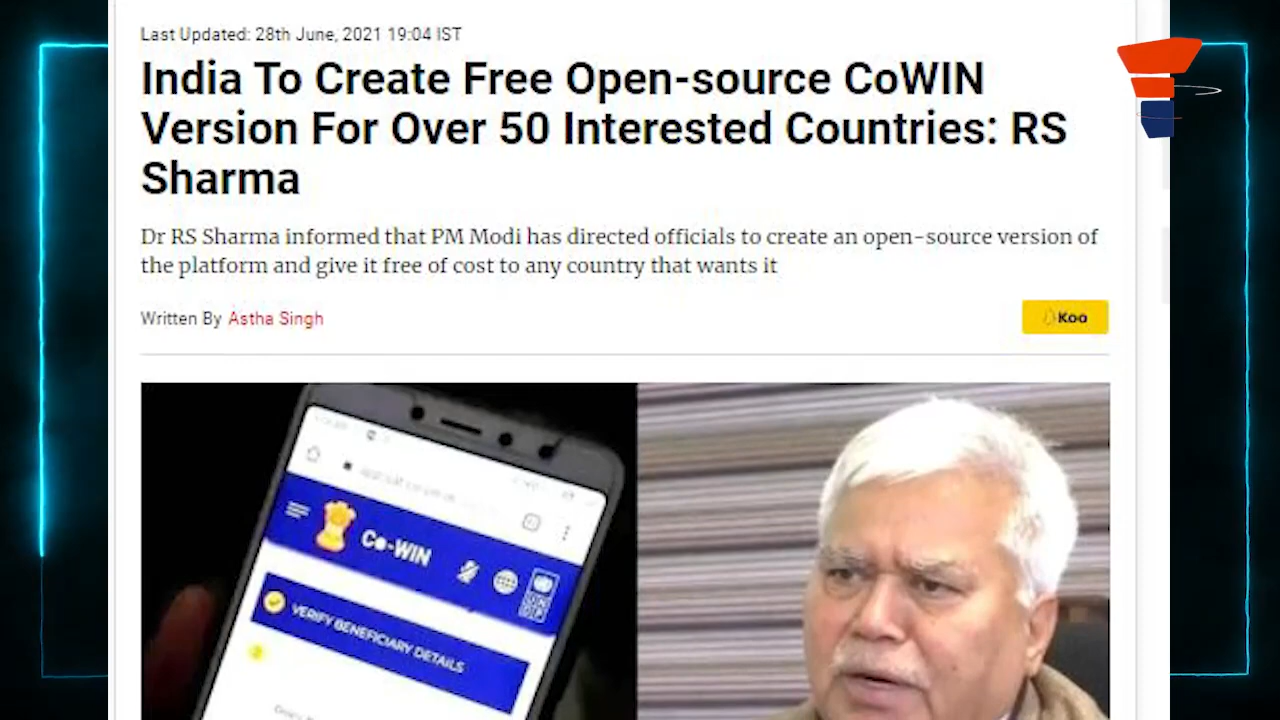 Last Updated: 28th June, 2021 19:04 IST
India To Create Free Open-source CoWIN
Version For Over 50 Interested Countries: RS
Sharma
Dr RS Sharma informed that PM Modi has directed officials to create an open-source version of
the platform and give it free of cost to any country that wants it
Written By Astha Singh
Koo
Co-WIN
VERIFY BENEFICIARY DETAILS